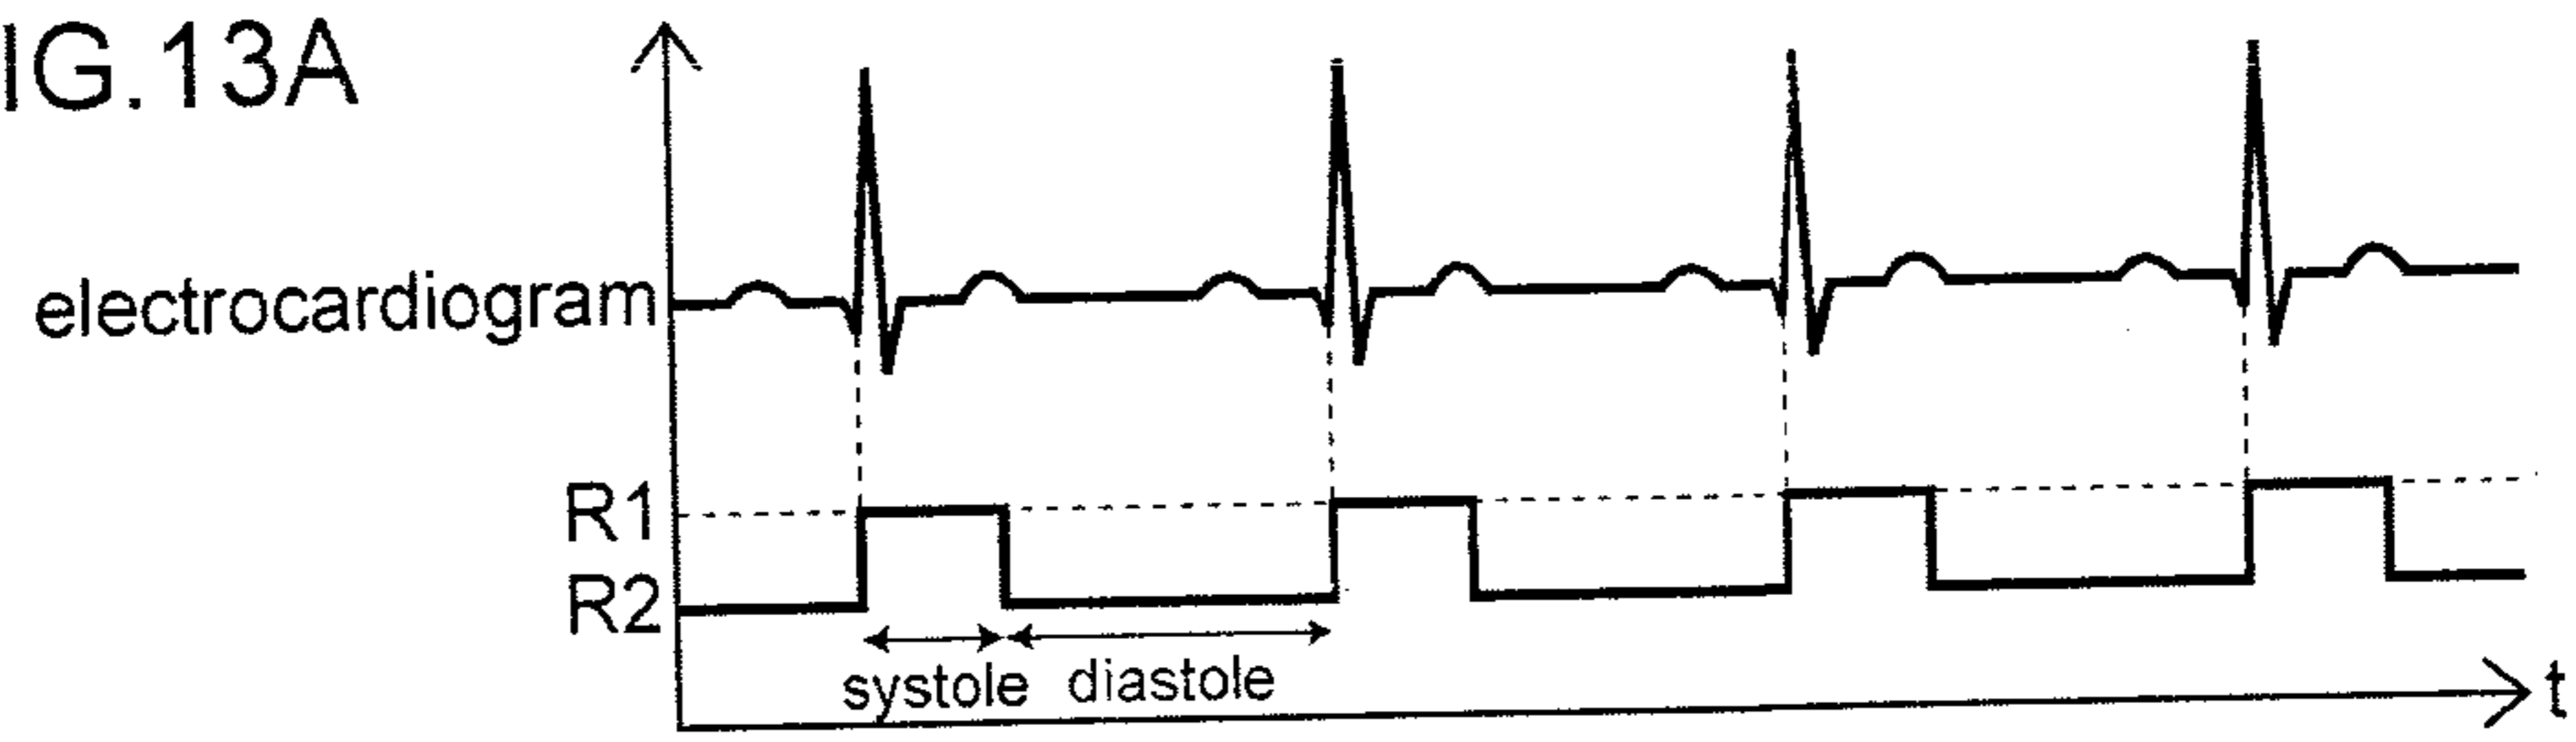 IG.13A
electrocardiogram
R1
R2
systole diastole
t